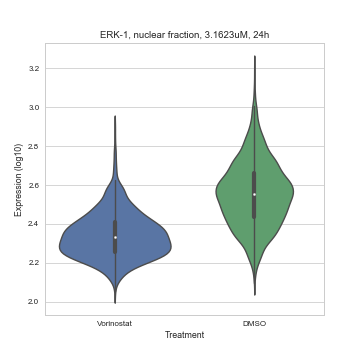 ERK-1, nuclear fraction, 3.1623uM, 24h
3.2
3.0
2.8
2.6
2.4
2.2
2.0
Expression (log10)
Vorinostat
DMSO
Treatment